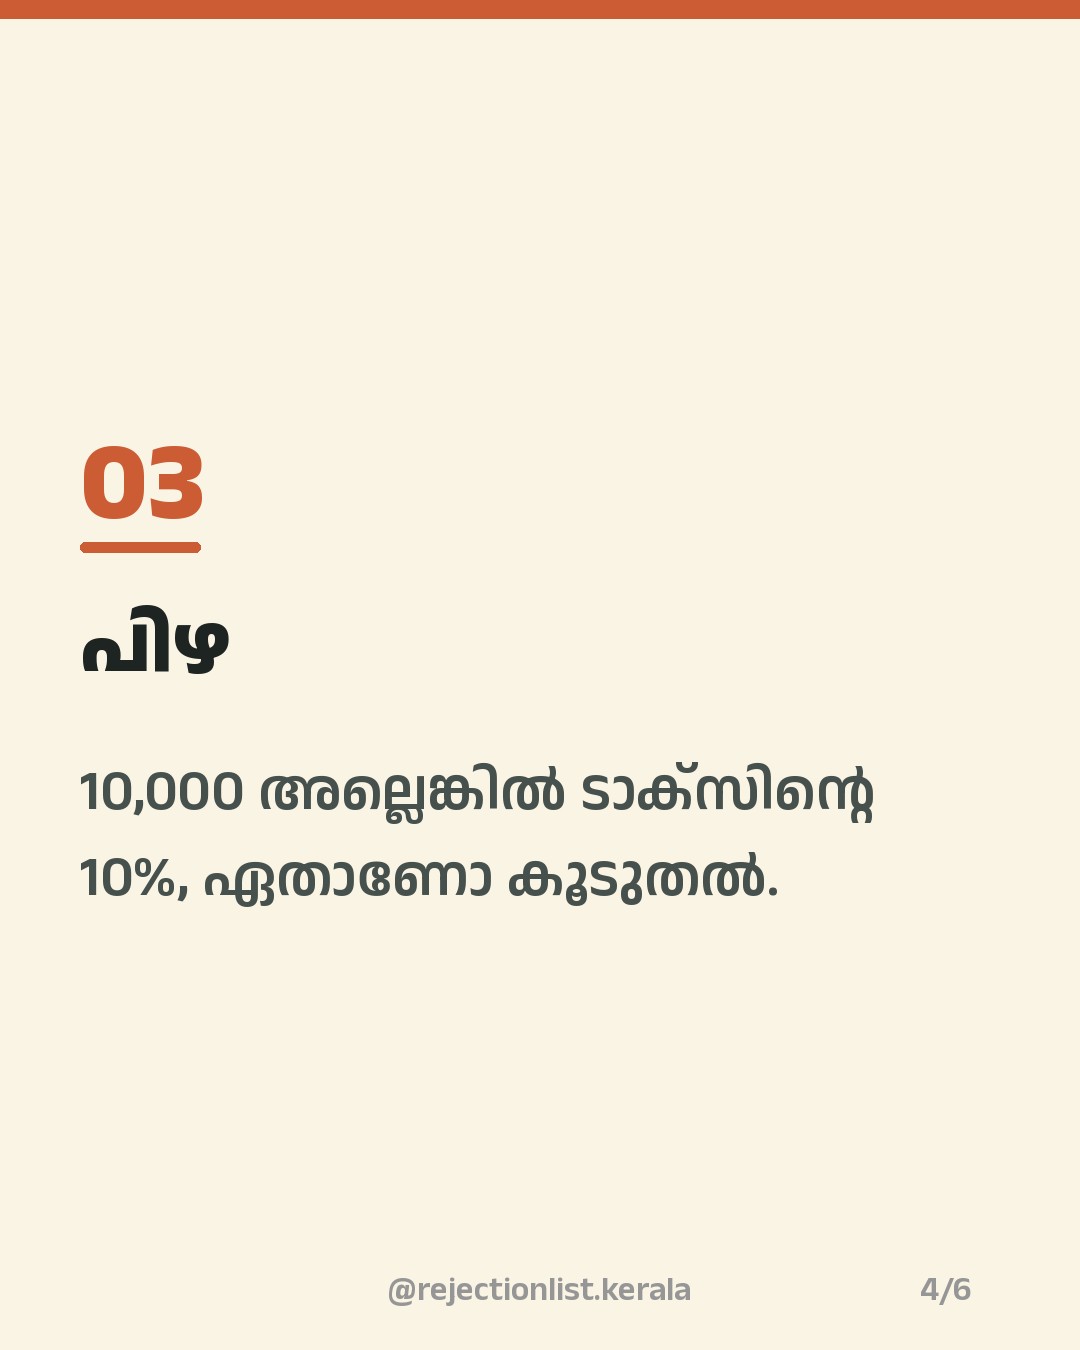 03
പിഴ
10,000 അല്ലെങ്കിൽ ടാക്സിന്റെ
10%, ഏതാണോ കൂടുതൽ.
@rejectionlist.kerala
4/6